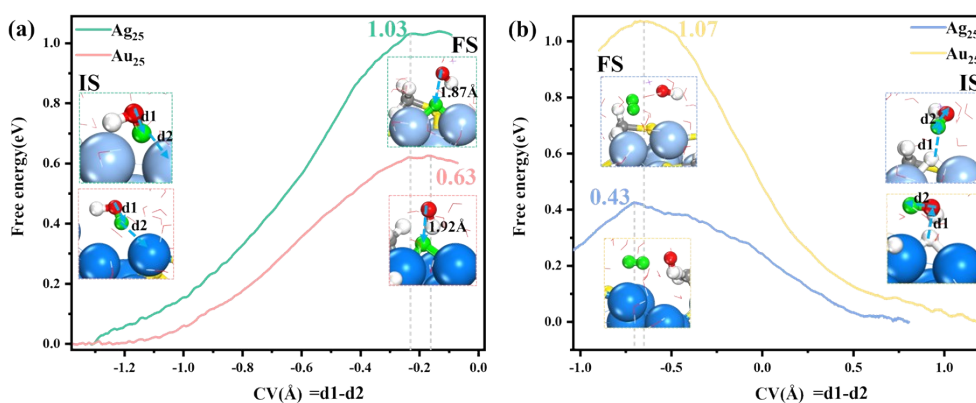 (a)
1.03
Ag25
Au25
FS
IS
1.87Å
d1
d2
0.63
d1
d2
1.92Å
Free energy(eV)
1.0
0.8
0.6
0.4
0.2
0.0
-1.2 -1.0 -0.8 -0.6 -0.4 -0.2 0.0
CV(Å) =d1-d2
(b)
1.07
Ag25
Au25
FS
IS
d2
d1
0.43
d2
d1
Free energy(eV)
1.0
0.8
0.6
0.4
0.2
0.0
-1.0 -0.5 0.0 0.5 1.0
CV(Å) =d1-d2